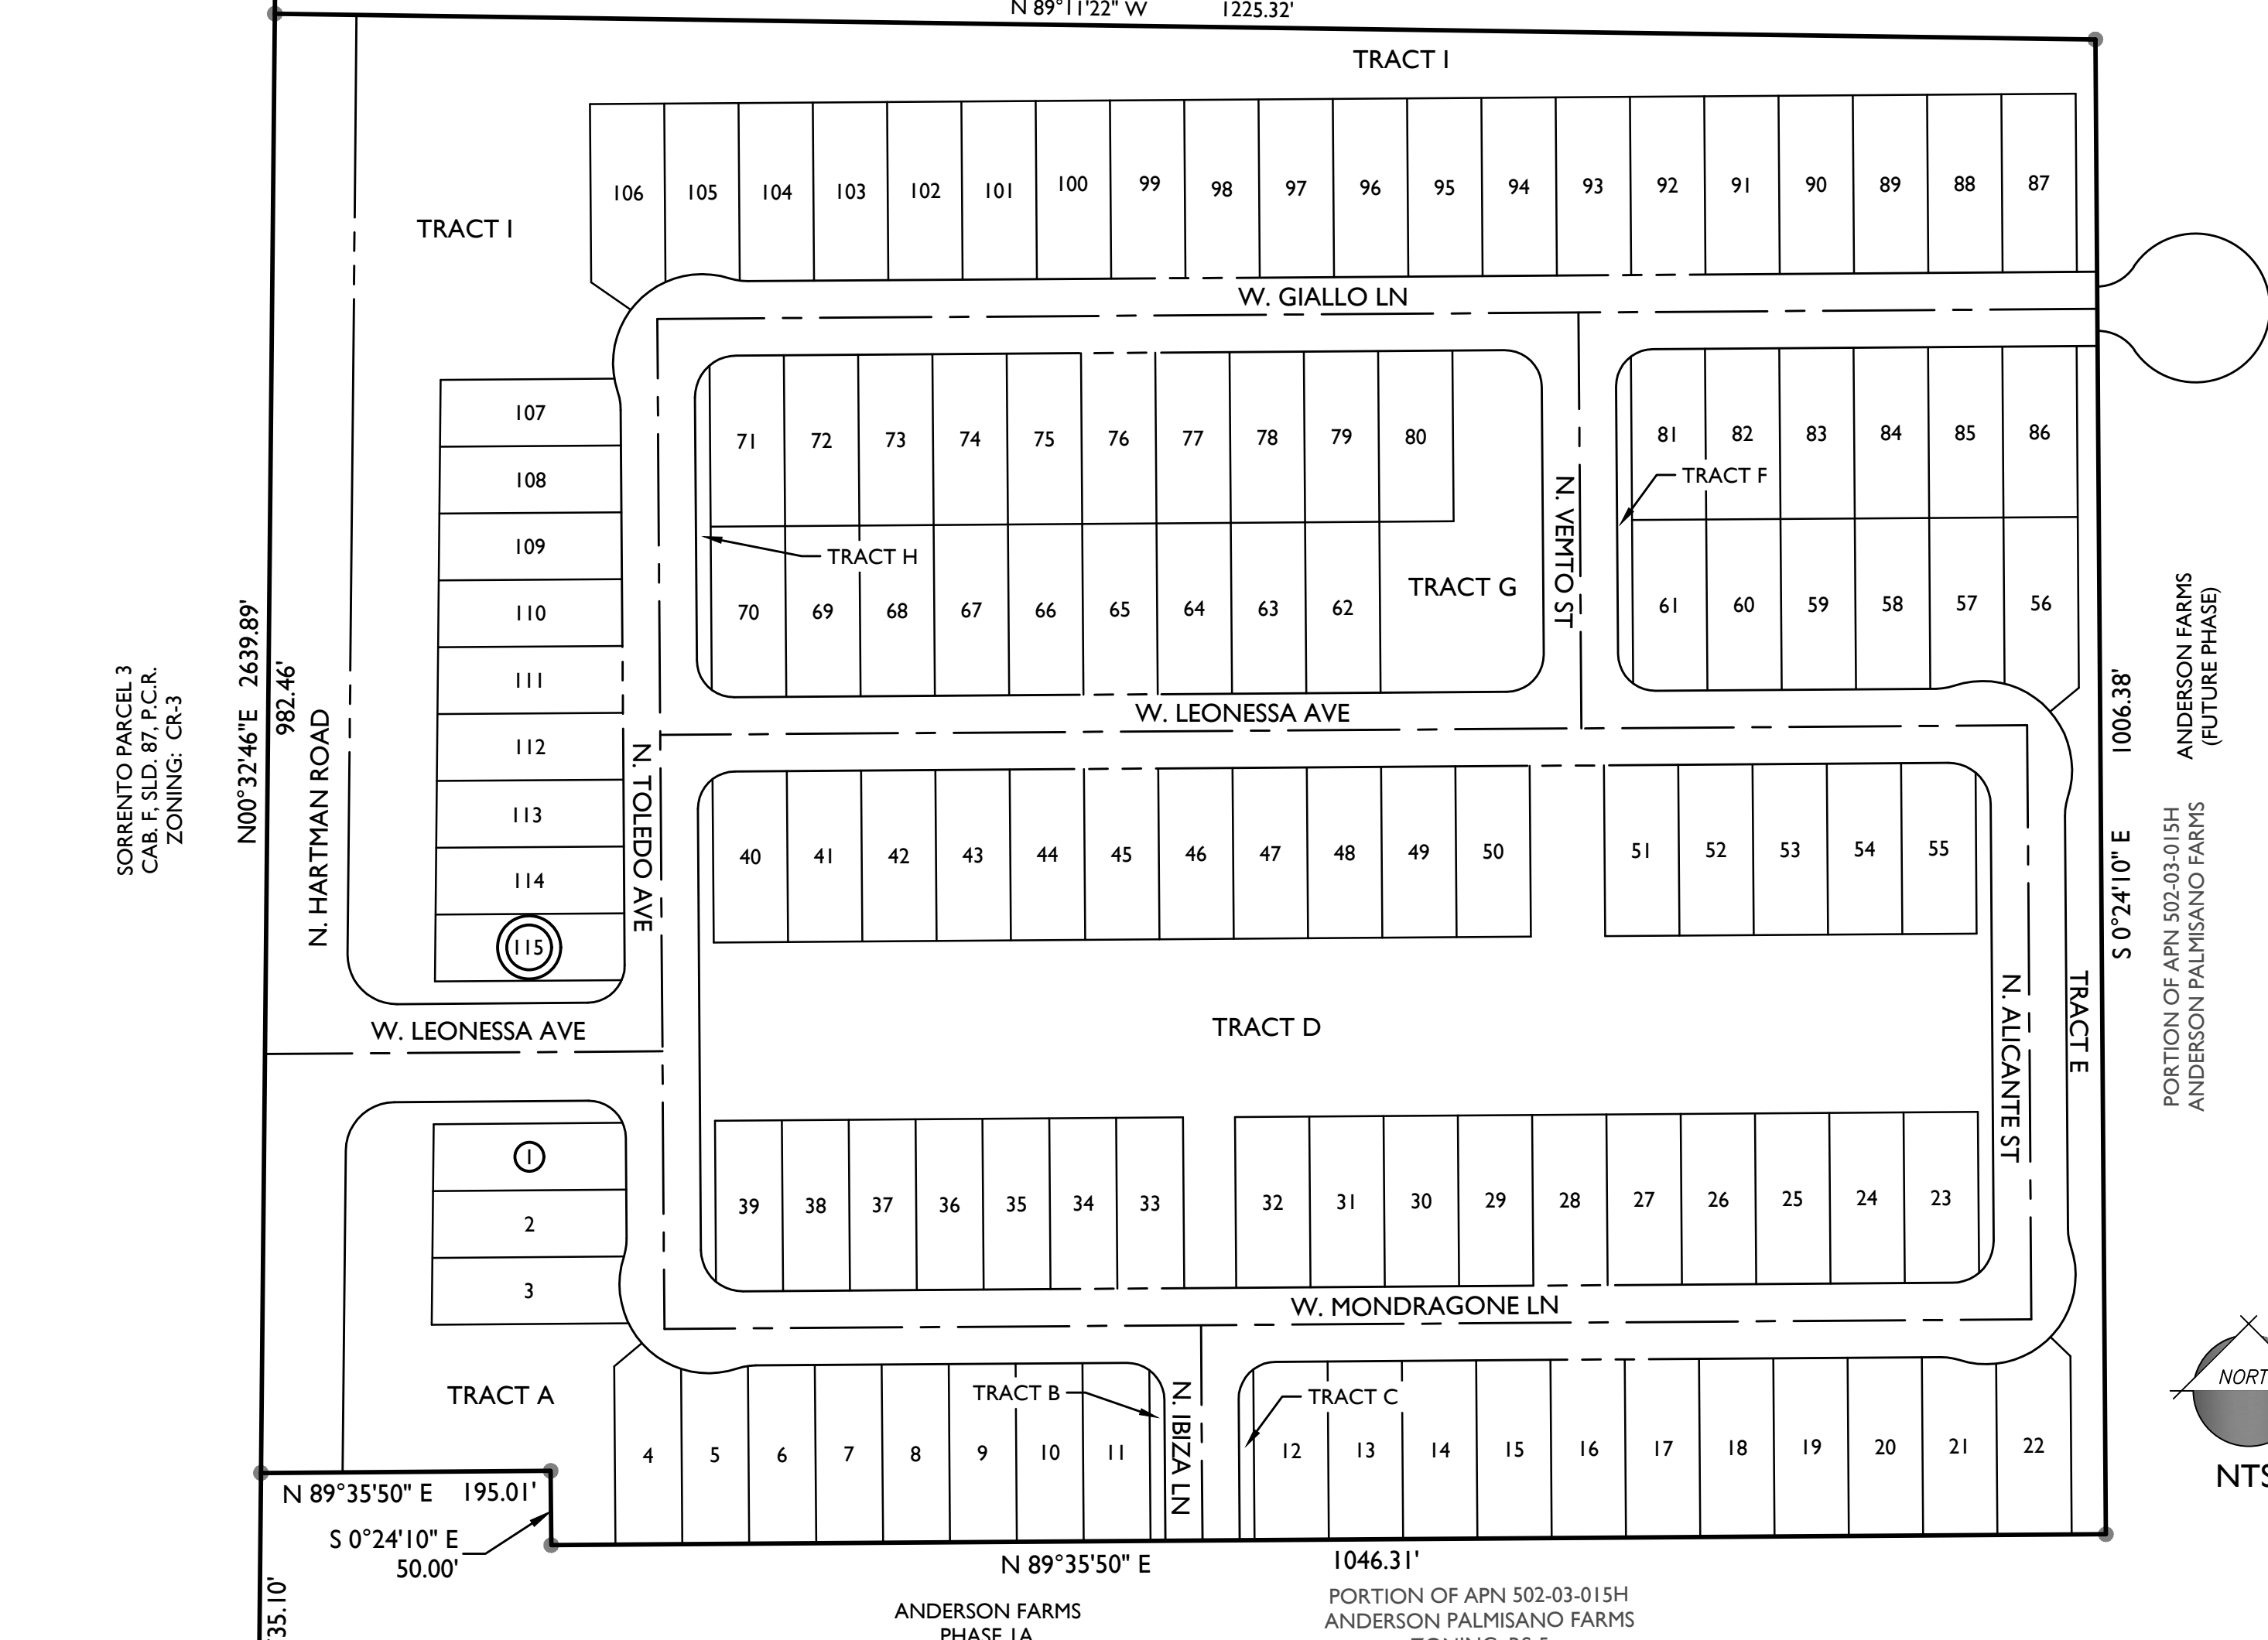 N 89°11'22" W 1225.32'
TRACT I
106 105 104 103 102 101 100 99 98 97 96 95 94 93 92 91 90 89 88 87
TRACT I
W. GIALLO LN
107
108
109
110
111
112
113
114
115
71 72 73 74 75 76 77 78 79 80
81 82 83 84 85 86
TRACT F
TRACT H
TRACT G
N. VEMTO ST
70 69 68 67 66 65 64 63 62
61 60 59 58 57 56
W. LEONESSA AVE
SORRENTO PARCEL 3
CAB. F, SLD. 87, P.C.R.
ZONING: CR-3
N00°32'46"E 2639.89'
982.46'
N. HARTMAN ROAD
N. TOLEDO AVE
40 41 42 43 44 45 46 47 48 49 50
51 52 53 54 55
ANDERSON FARMS
(FUTURE PHASE)
S 0°24'10" E 1006.38'
PORTION OF APN 502-03-015H
ANDERSON PALMISANO FARMS
W. LEONESSA AVE
TRACT D
N. ALICANTE ST
TRACT E
1
2
3
39 38 37 36 35 34 33
32 31 30 29 28 27 26 25 24 23
W. MONDRAGONE LN
TRACT A
TRACT B
N. IBIZA LN
TRACT C
4 5 6 7 8 9 10 11
12 13 14 15 16 17 18 19 20 21 22
NORT
NTS
N 89°35'50" E 195.01'
S 0°24'10" E
50.00'
N 89°35'50" E 1046.31'
35.10'
ANDERSON FARMS
PHASE 1A
PORTION OF APN 502-03-015H
ANDERSON PALMISANO FARMS